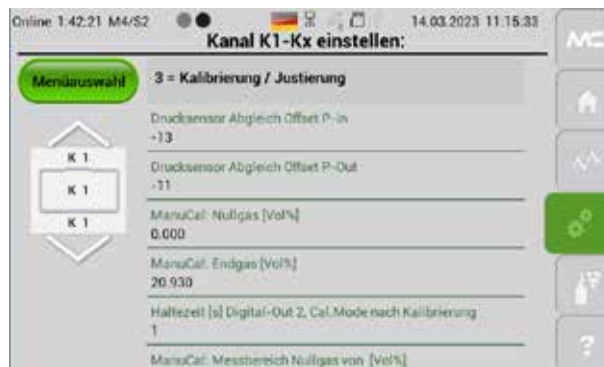 Online 1:42:21 M4/S2
14.03.2023 11:15:33
Kanal K1-Kx einstellen:
Menüauswahl
3 = Kalibrierung / Justierung
K 1
K 1
K 1
Drucksensor Abgleich Offset P-In
-13
Drucksensor Abgleich Offset P-Out
-11
ManuCal: Nullgas [Vol%]
0.000
ManuCal: Endgas [Vol%]
20.930
Haltezeit [s] Digital-Out 2, Cal.Mode nach Kalibrierung
1
ManuCal: Messbereich Nullgas von [Vol%]
MC
?